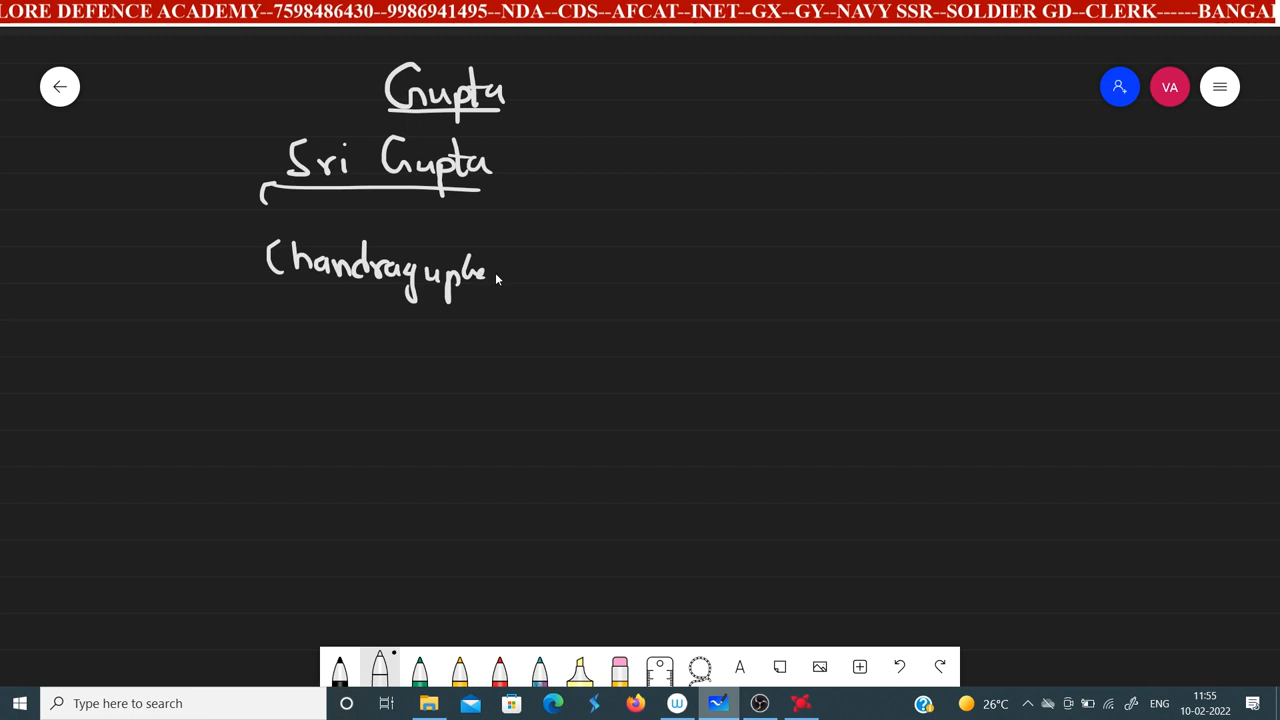 LORE DEFENCE ACADEMY--7598486430--9986941495--NDA--CDS--AFCAT--INET--GX--GY--NAVY SSR--SOLDIER GD--CLERK------BANGAL
VA
Gupta
Sri Gupta
Chandragupta
A
Type here to search
26°C
ENG
11:55
10-02-2022